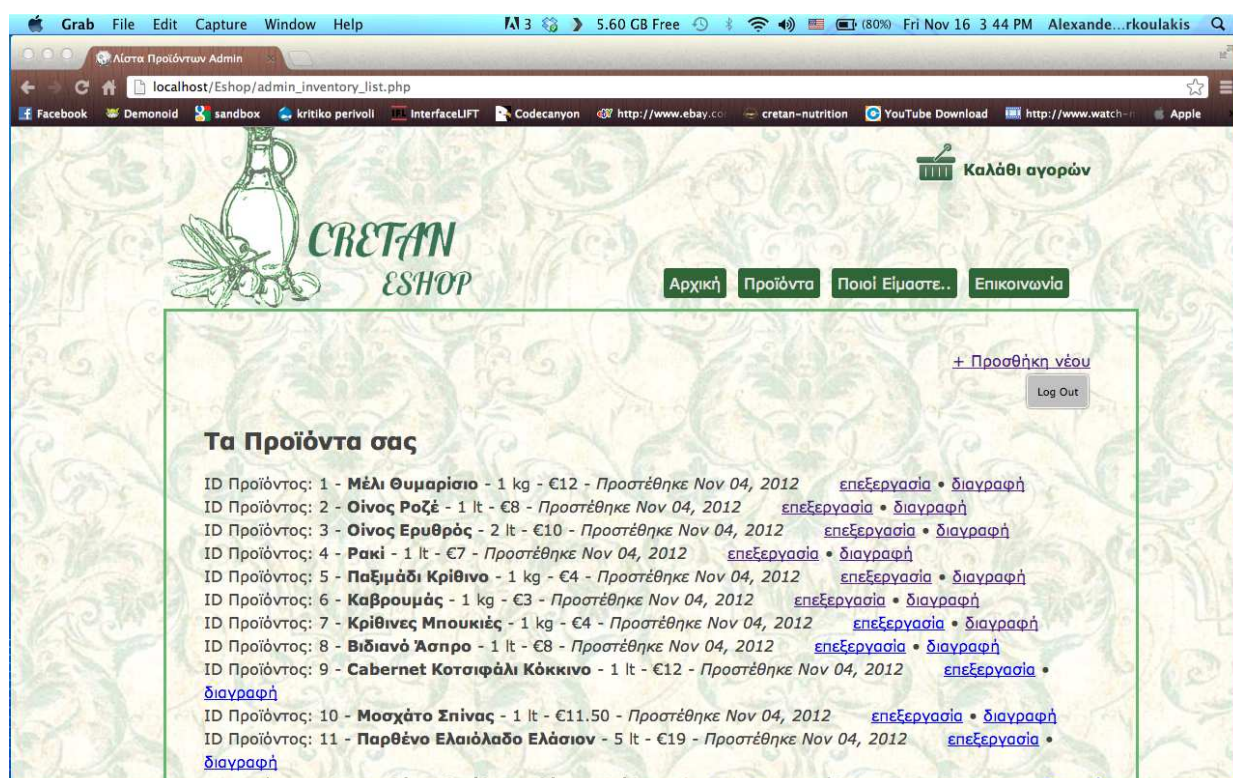 Grab File Edit Capture Window Help 3 5.60 GB Free (80%) Fri Nov 16 3 44 PM Alexande...rkoulakis
Λίστα Προϊόντων Admin
localhost/Eshop/admin_inventory_list.php
Facebook Demonoid sandbox kritiko perivoli InterfaceLIFT Codecanyon http://www.ebay.co cretan-nutrition YouTube Download http://www.watch- Apple
Καλάθι αγορών
CRETAN
ESHOP
Αρχική Προϊόντα Ποιοί Είμαστε.. Επικοινωνία
+ Προσθήκη νέου
Log Out
Τα Προϊόντα σας
ID Προϊόντος: 1 - Μέλι Θυμαρίσιο - 1 kg - €12 - Προστέθηκε Nov 04, 2012 επεξεργασία • διαγραφή
ID Προϊόντος: 2 - Οίνος Ροζέ - 1 lt - €8 - Προστέθηκε Nov 04, 2012 επεξεργασία • διαγραφή
ID Προϊόντος: 3 - Οίνος Ερυθρός - 2 lt - €10 - Προστέθηκε Nov 04, 2012 επεξεργασία • διαγραφή
ID Προϊόντος: 4 - Ρακί - 1 lt - €7 - Προστέθηκε Nov 04, 2012 επεξεργασία • διαγραφή
ID Προϊόντος: 5 - Παξιμάδι Κρίθινο - 1 kg - €4 - Προστέθηκε Nov 04, 2012 επεξεργασία • διαγραφή
ID Προϊόντος: 6 - Καβρουμάς - 1 kg - €3 - Προστέθηκε Nov 04, 2012 επεξεργασία • διαγραφή
ID Προϊόντος: 7 - Κρίθινες Μπουκιές - 1 kg - €4 - Προστέθηκε Nov 04, 2012 επεξεργασία • διαγραφή
ID Προϊόντος: 8 - Βιδιανό Άσπρο - 1 lt - €8 - Προστέθηκε Nov 04, 2012 επεξεργασία • διαγραφή
ID Προϊόντος: 9 - Cabernet Κοτσιφάλι Κόκκινο - 1 lt - €12 - Προστέθηκε Nov 04, 2012 επεξεργασία •
διαγραφή
ID Προϊόντος: 10 - Μοσχάτο Σπίνας - 1 lt - €11.50 - Προστέθηκε Nov 04, 2012 επεξεργασία • διαγραφή
ID Προϊόντος: 11 - Παρθένο Ελαιόλαδο Ελάσιον - 5 lt - €19 - Προστέθηκε Nov 04, 2012 επεξεργασία •
διαγραφή